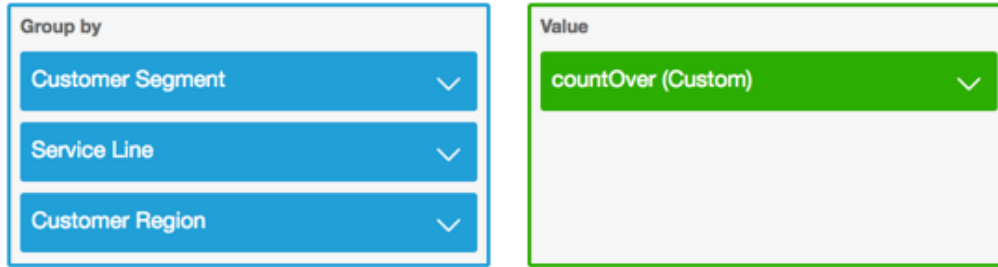 Group by
Customer Segment
Service Line
Customer Region
Value
countOver (Custom)